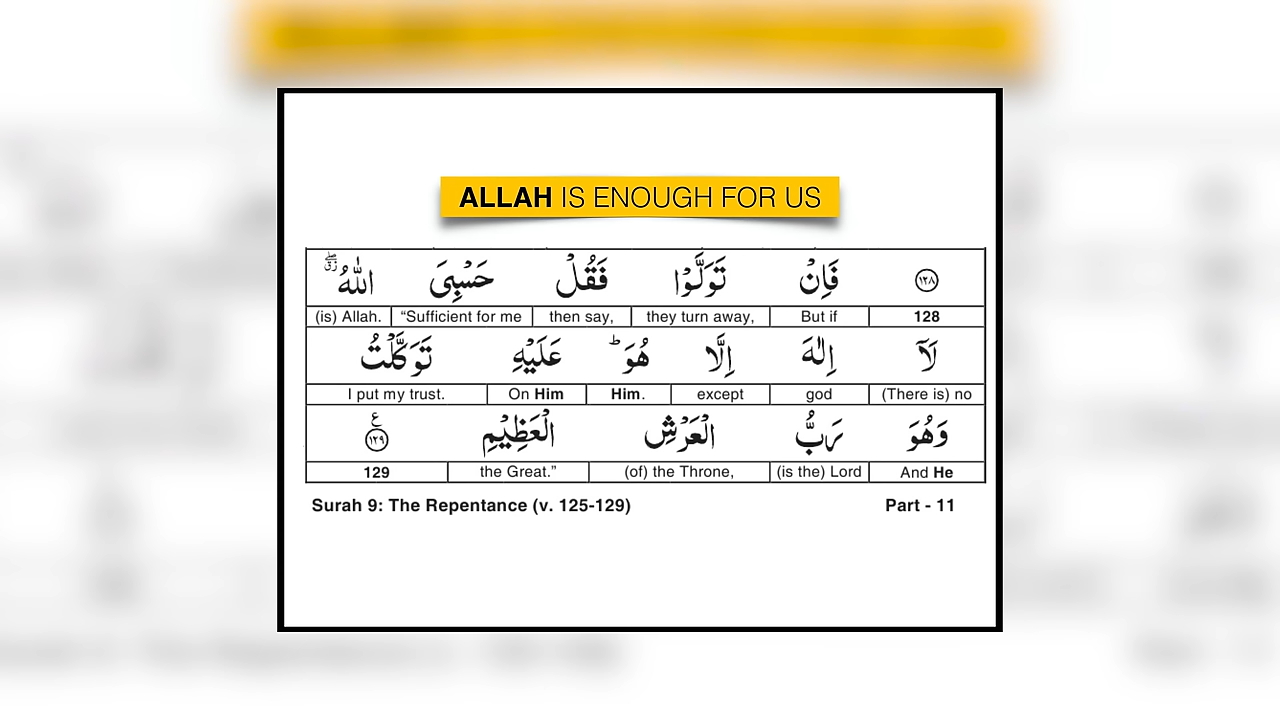 ALLAH IS ENOUGH FOR US
١٢٨ فَاِنْ تَوَلَّوْا فَقُلْ حَسْبِىَ اللّٰهُ ۖۗ
128 But if they turn away, then say, “Sufficient for me (is) Allah.
لَآ اِلٰهَ اِلَّا هُوَ ؕ عَلَيْهِ تَوَكَّلْتُ
(There is) no god except Him. On Him I put my trust.
وَهُوَ رَبُّ الْعَرْشِ الْعَظِيْمِ ١٢٩ ع
And He (is the) Lord (of) the Throne, the Great.” 129
Surah 9: The Repentance (v. 125-129) Part - 11